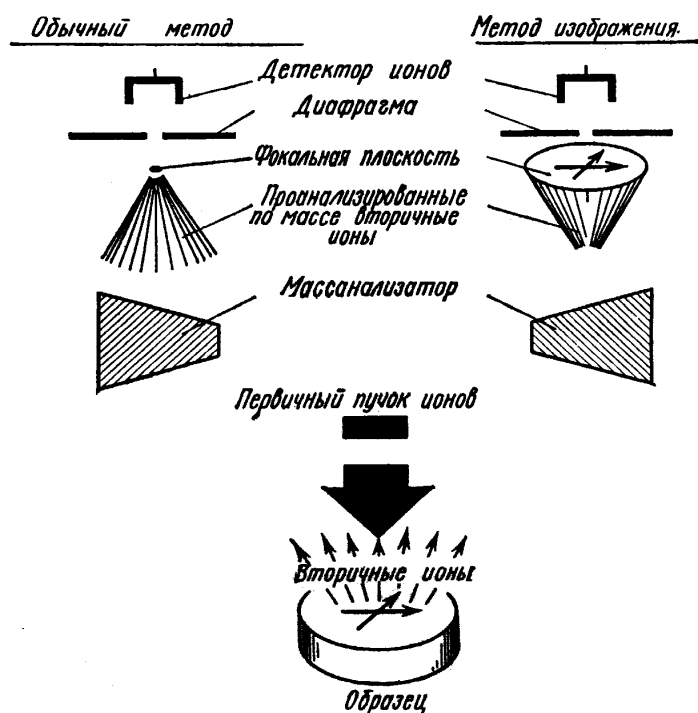 Обычный метод
Метод изображения.
Детектор ионов
Диафрагма
Фокальная плоскость
Проанализированные
по массе вторичные
ионы
Массанализатор
Первичный пучок ионов
Вторичные ионы
Образец